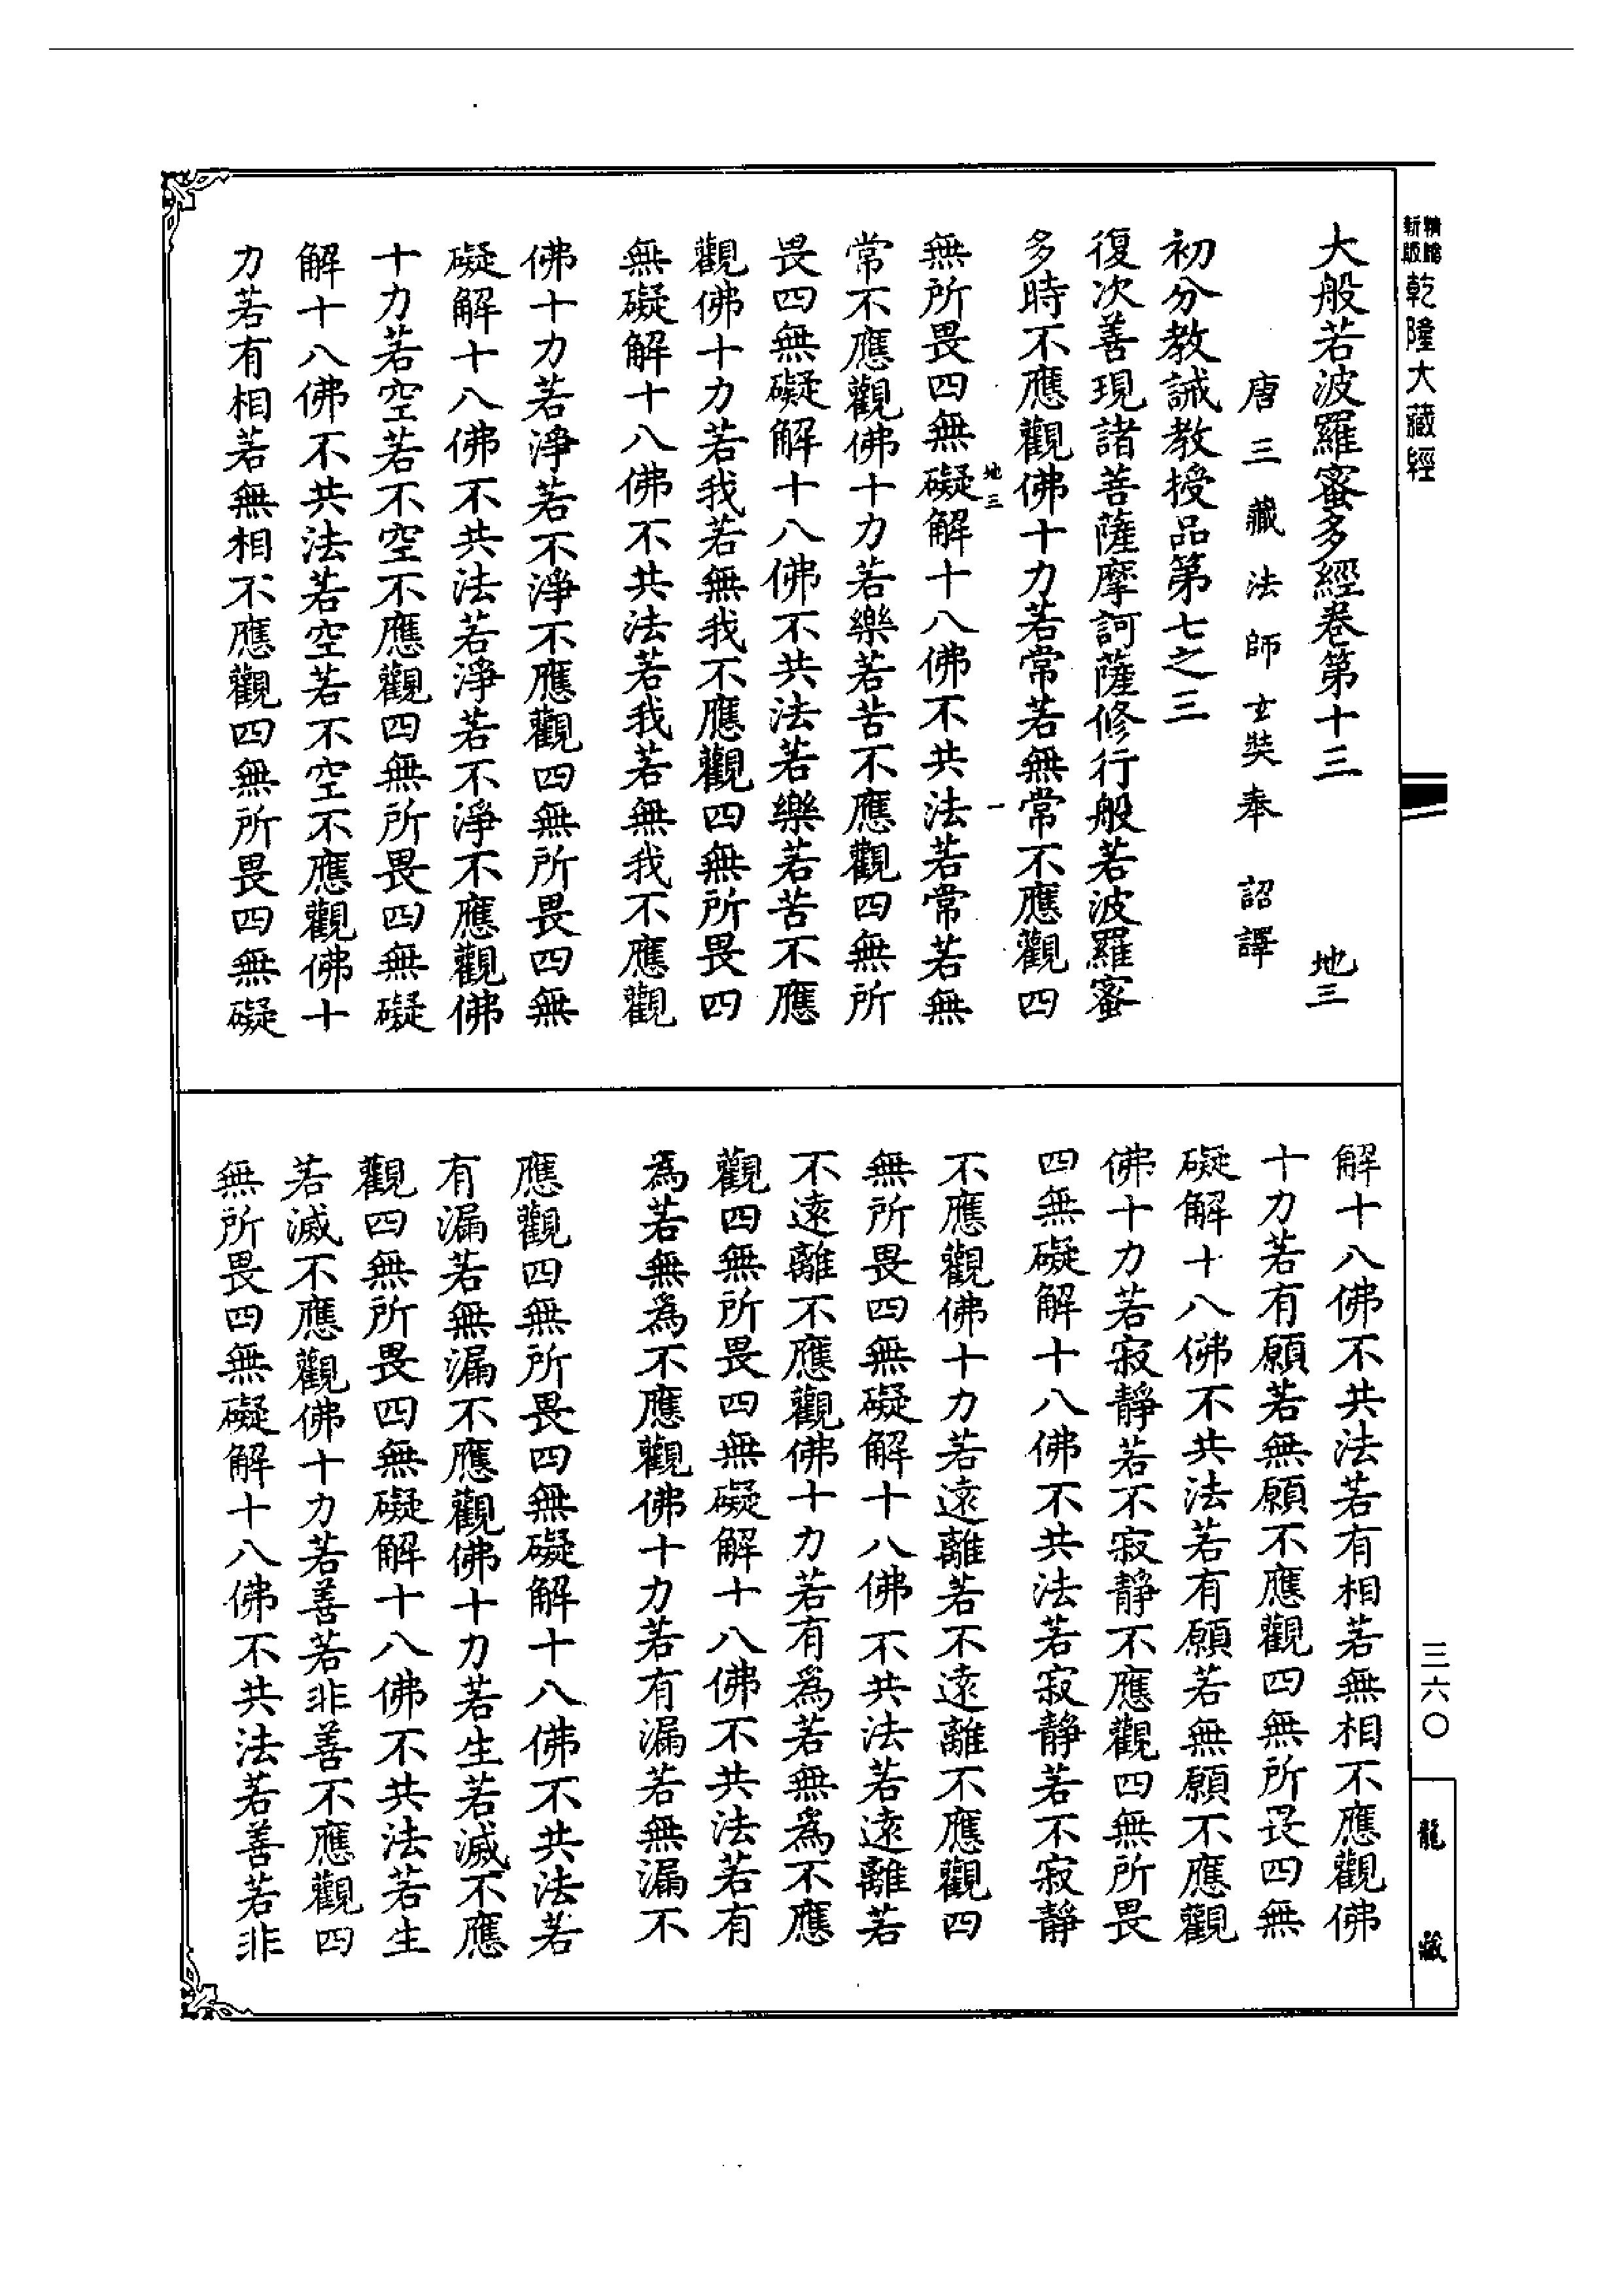 乾隆大藏經
大般若波羅蜜多經卷第十三 地三
唐三藏法師玄奘奉 詔譯
初分教誡教授品第七之三
復次善現諸菩薩摩訶薩修行般若波羅蜜
多時不應觀佛十力若常若無常不應觀四
地三 一
無所畏四無礙解十八佛不共法若常若無
常不應觀佛十力若樂若苦不應觀四無所
畏四無礙解十八佛不共法若樂若苦不應
觀佛十力若我若無我不應觀四無所畏四
無礙解十八佛不共法若我若無我不應觀
佛十力若淨若不淨不應觀四無所畏四無
礙解十八佛不共法若淨若不淨不應觀佛
十力若空若不空不應觀四無所畏四無礙
解十八佛不共法若空若不空不應觀佛十
力若有相若無相不應觀四無所畏四無礙
解十八佛不共法若有相若無相不應觀佛
十力若有願若無願不應觀四無所畏四無
礙解十八佛不共法若有願若無願不應觀
佛十力若寂靜若不寂靜不應觀四無所畏
四無礙解十八佛不共法若寂靜若不寂靜
不應觀佛十力若遠離若不遠離不應觀四
無所畏四無礙解十八佛不共法若遠離若
不遠離不應觀佛十力若有為若無為不應
觀四無所畏四無礙解十八佛不共法若有
為若無為不應觀佛十力若有漏若無漏不
應觀四無所畏四無礙解十八佛不共法若
有漏若無漏不應觀佛十力若生若滅不應
觀四無所畏四無礙解十八佛不共法若生
若滅不應觀佛十力若善若非善不應觀四
無所畏四無礙解十八佛不共法若善若非
三六〇
龍藏